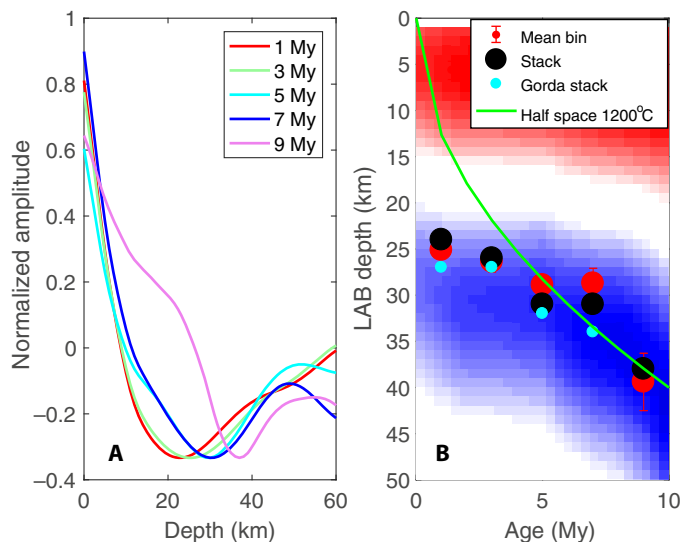 1 My
3 My
5 My
7 My
9 My
1
0.8
0.6
0.4
0.2
0
–0.2
–0.4
Normalized amplitude
A
0
20
40
60
Depth (km)
Mean bin
Stack
Gorda stack
Half space 1200°C
0
5
10
15
20
25
30
35
40
45
50
LAB depth (km)
B
0
5
10
Age (My)